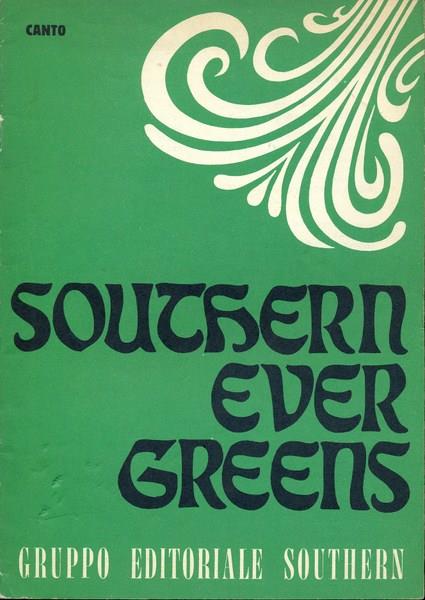 CANTO
SOUTHERN
EVER
GREENS
GRUPPO EDITORIALE SOUTHERN